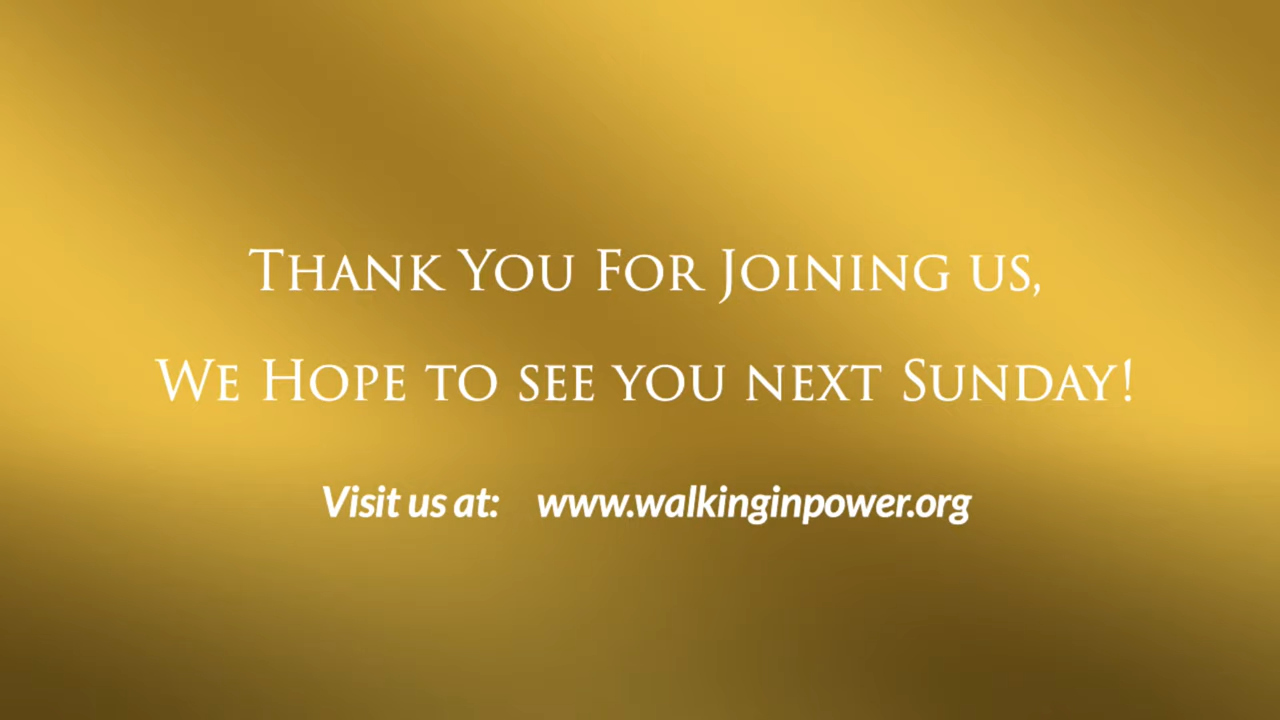 Thank You For Joining us,
We Hope to see you next Sunday!
Visit us at: www.walkinginpower.org